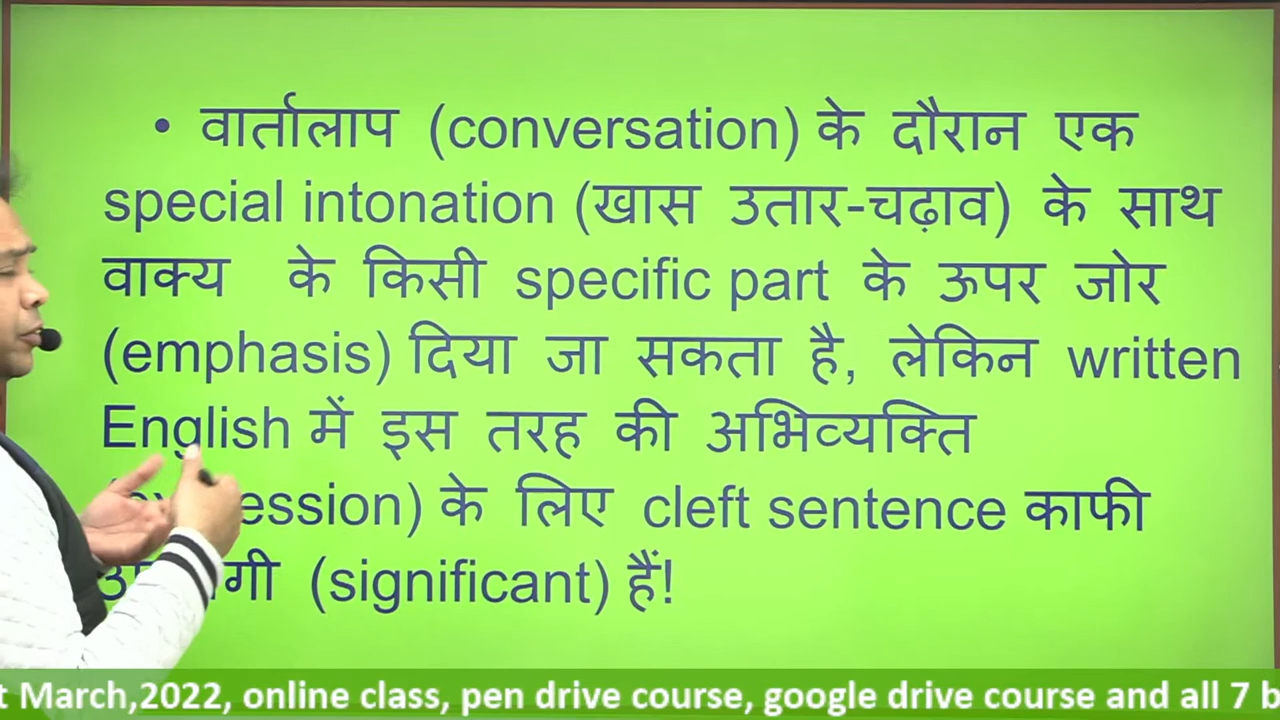 • वार्तालाप (conversation) के दौरान एक
special intonation (खास उतार-चढ़ाव) के साथ
वाक्य के किसी specific part के ऊपर जोर
(emphasis) दिया जा सकता है, लेकिन written
English में इस तरह की अभिव्यक्ति
के लिए cleft sentence काफी
(significant) हैं!
March,2022, online class, pen drive course, google drive course and all 7